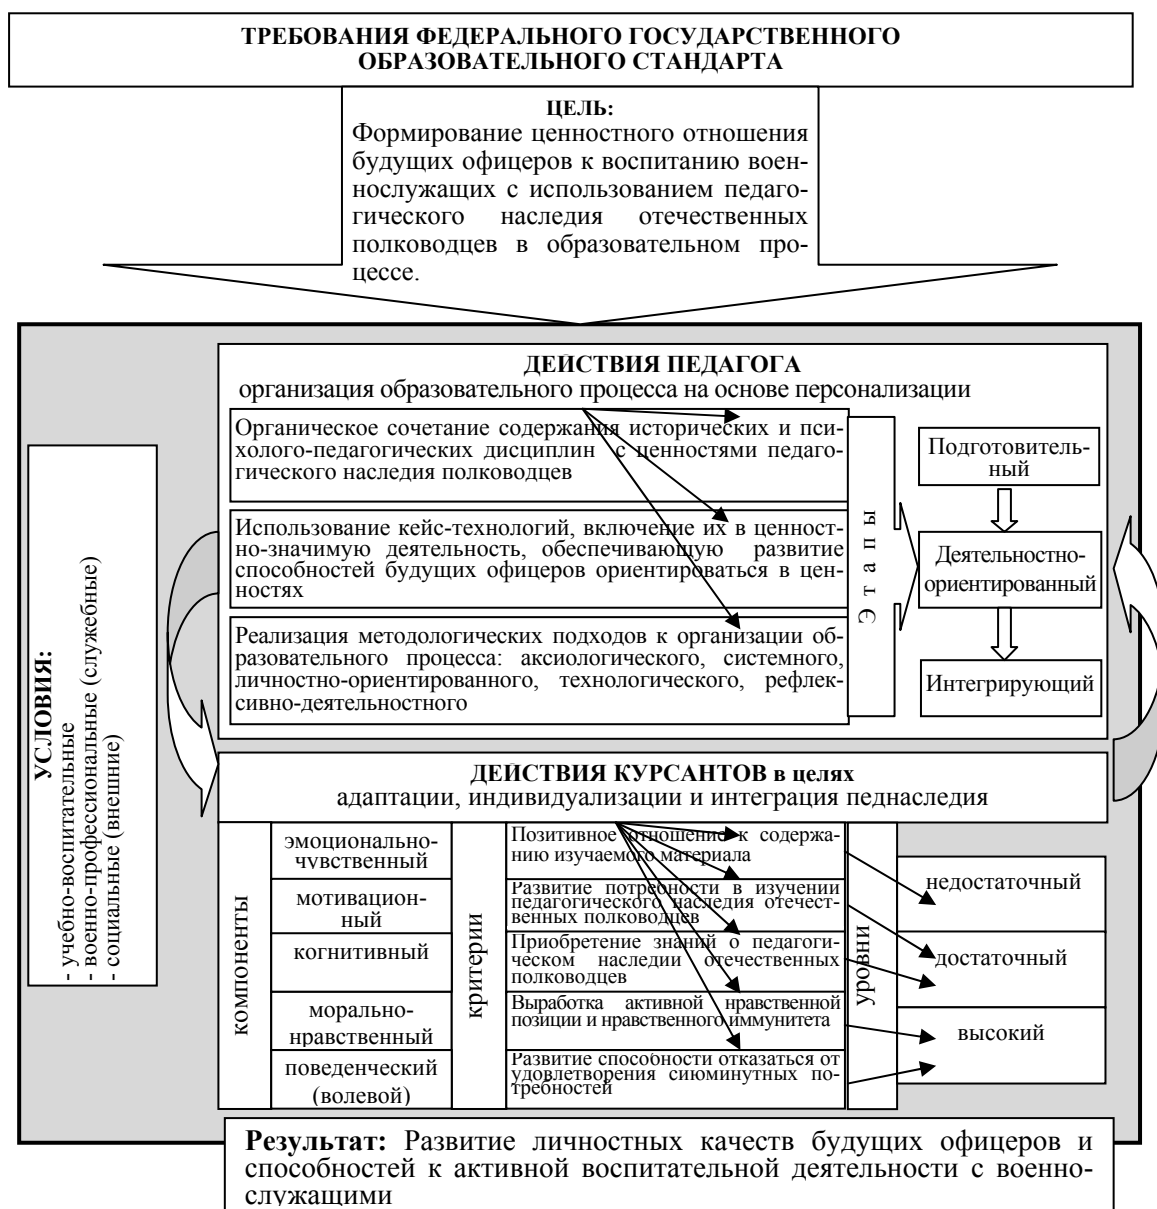 ТРЕБОВАНИЯ ФЕДЕРАЛЬНОГО ГОСУДАРСТВЕННОГО
ОБРАЗОВАТЕЛЬНОГО СТАНДАРТА
ЦЕЛЬ:
Формирование ценностного отношения
будущих офицеров к воспитанию воен-
нослужащих с использованием педаго-
гического наследия отечественных
полководцев в образовательном про-
цессе.
ДЕЙСТВИЯ ПЕДАГОГА
организация образовательного процесса на основе персонализации
Органическое сочетание содержания исторических и пси-
холого-педагогических дисциплин с ценностями педаго-
гического наследия полководцев
Использование кейс-технологий, включение их в ценност-
но-значимую деятельность, обеспечивающую развитие
способностей будущих офицеров ориентироваться в цен-
ностях
Реализация методологических подходов к организации об-
разовательного процесса: аксиологического, системного,
личностно-ориентированного, технологического, рефлек-
сивно-деятельностного
Этапы
Подготовитель-
ный
Деятельностно-
ориентированный
Интегрирующий
УСЛОВИЯ:
- учебно-воспитательные
- военно-профессиональные (служебные)
- социальные (внешние)
ДЕЙСТВИЯ КУРСАНТОВ в целях
адаптации, индивидуализации и интеграция педнаследия
компоненты
эмоционально-
чувственный
мотивацион-
ный
когнитивный
морально-
нравственный
поведенческий
(волевой)
критерии
Позитивное отношение к содержа-
нию изучаемого материала
Развитие потребности в изучении
педагогического наследия отечест-
венных полководцев
Приобретение знаний о педагоги-
ческом наследии отечественных
полководцев
Выработка активной нравственной
позиции и нравственного иммунитета
Развитие способности отказаться от
удовлетворения сиюминутных по-
требностей
уровни
недостаточный
достаточный
высокий
Результат: Развитие личностных качеств будущих офицеров и
способностей к активной воспитательной деятельности с военно-
служащими